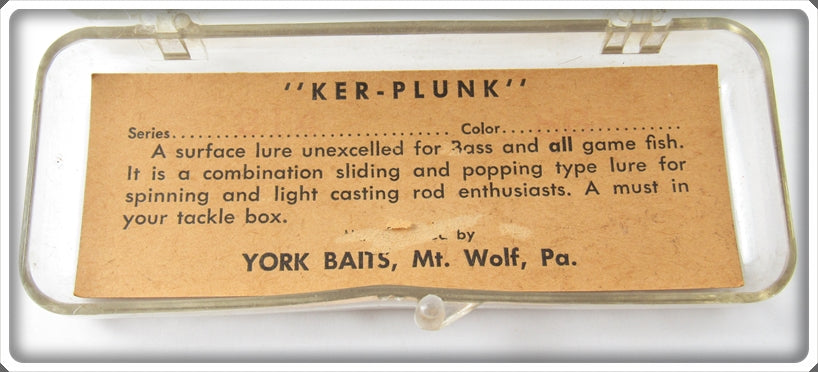 "KER-PLUNK"
Series.................................. Color......................
A surface lure unexcelled for Bass and all game fish.
It is a combination sliding and popping type lure for
spinning and light casting rod enthusiasts. A must in
your tackle box.
by
YORK BAITS, Mt. Wolf, Pa.